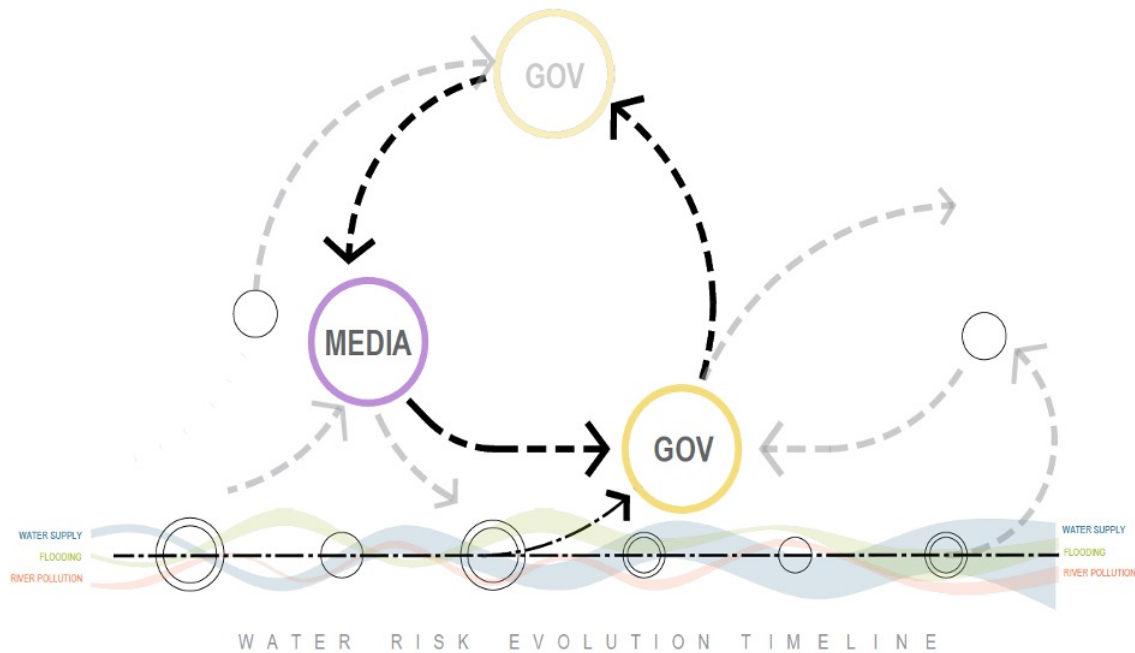 GOV
MEDIA
GOV
WATER SUPPLY
FLOODING
RIVER POLLUTION
WATER SUPPLY
FLOODING
RIVER POLLUTION
WATER RISK EVOLUTION TIMELINE